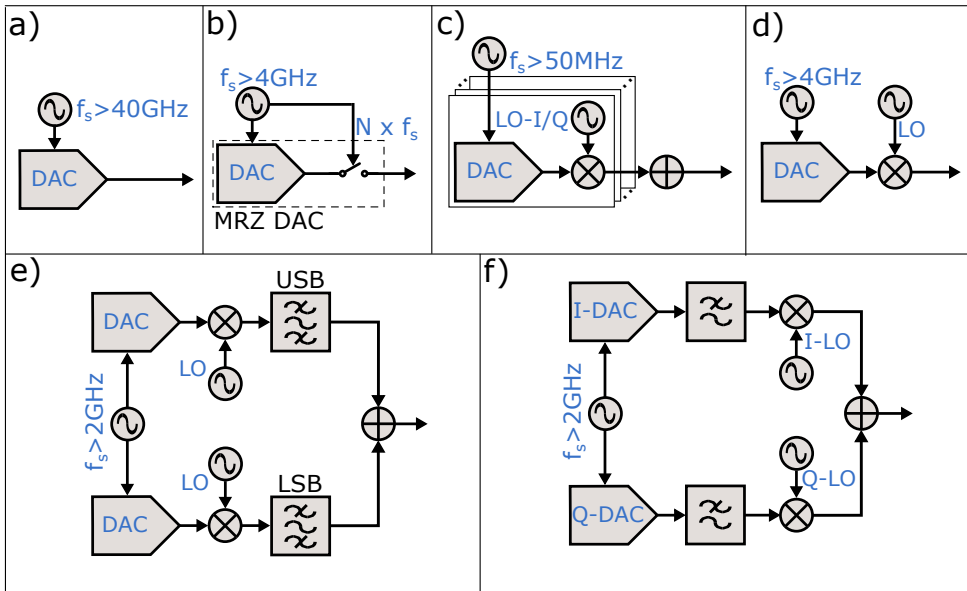 a)
fs>40GHz
DAC
b)
fs>4GHz
N x fs
DAC
MRZ DAC
c)
fs>50MHz
LO-I/Q
DAC
d)
fs>4GHz
LO
DAC
e)
USB
DAC
LO
fs>2GHz
LO
LSB
DAC
f)
I-DAC
I-LO
fs>2GHz
Q-LO
Q-DAC